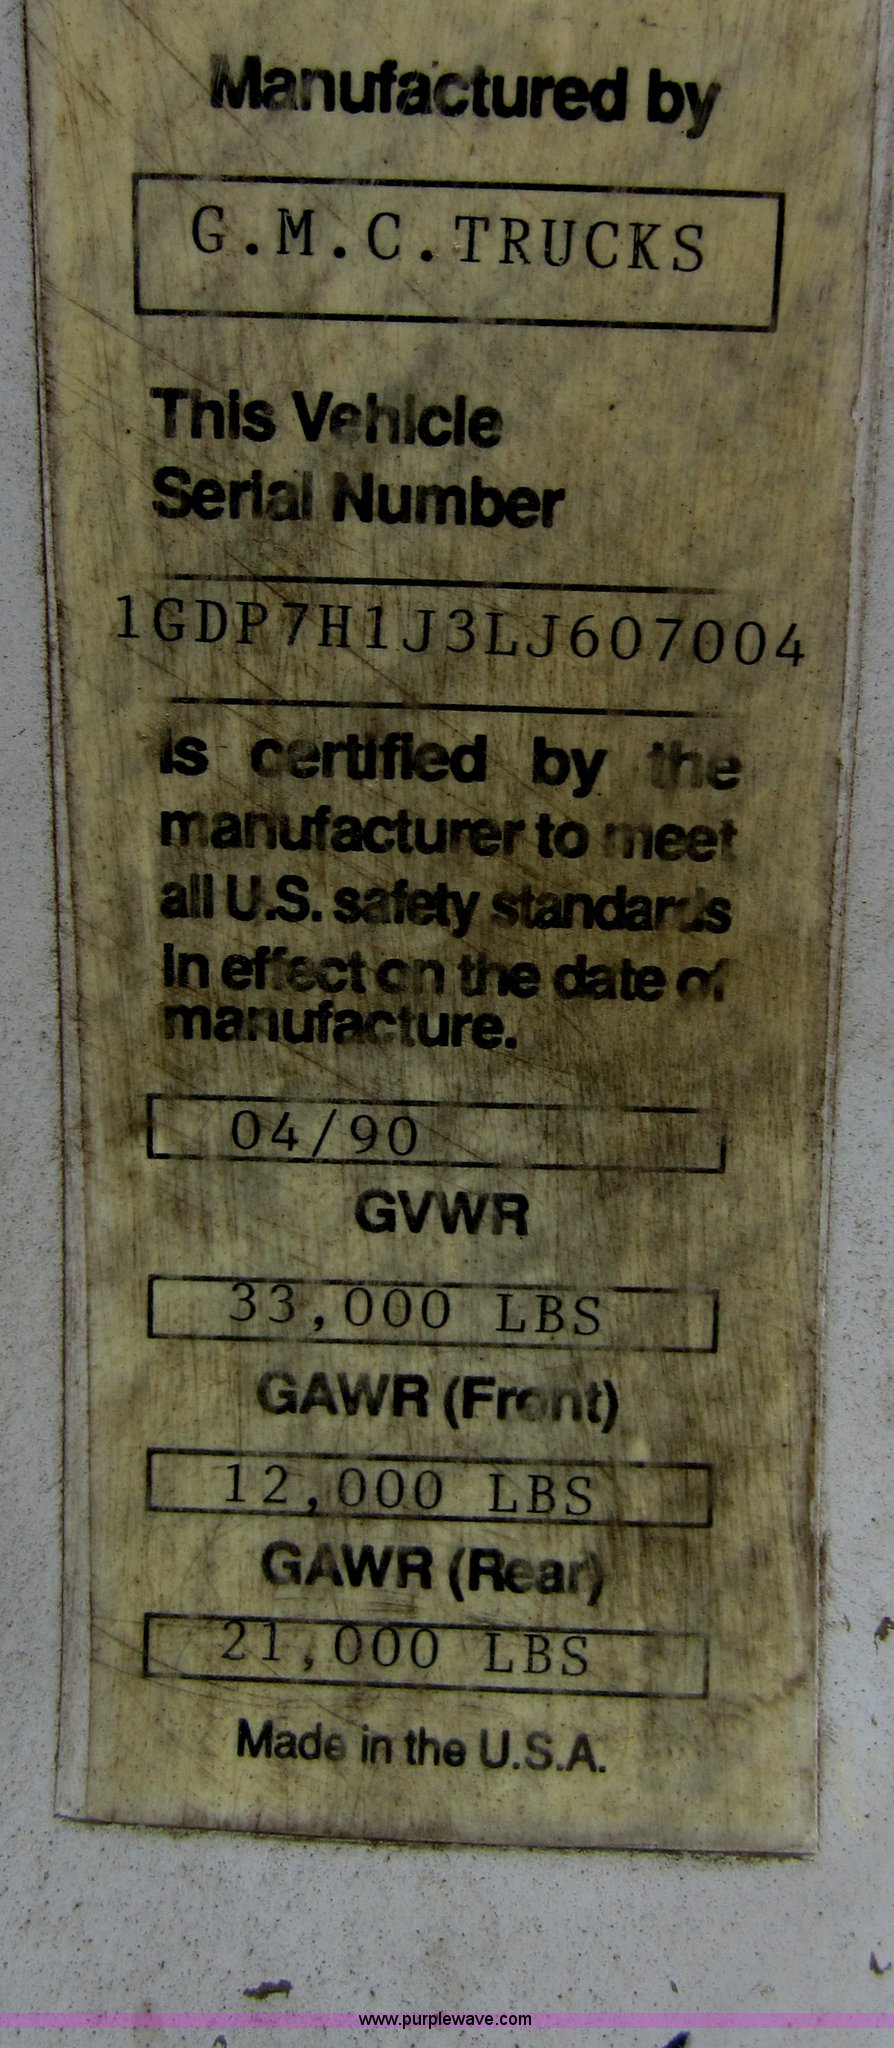 Manufactured by
G.M.C.TRUCKS
This Vehicle
Serial Number
1GDP7H1J3LJ607004
is certified by the
manufacturer to meet
all U.S. safety standards
in effect on the date of
manufacture.
04/90
GVWR
33,000 LBS
GAWR (Front)
12,000 LBS
GAWR (Rear)
21,000 LBS
Made in the U.S.A.
www.purplewave.com